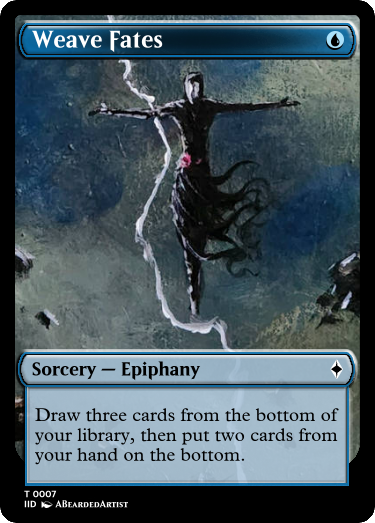 Weave Fates
Sorcery — Epiphany
Draw three cards from the bottom of
your library, then put two cards from
your hand on the bottom.
T 0007
IID ABeardedArtist